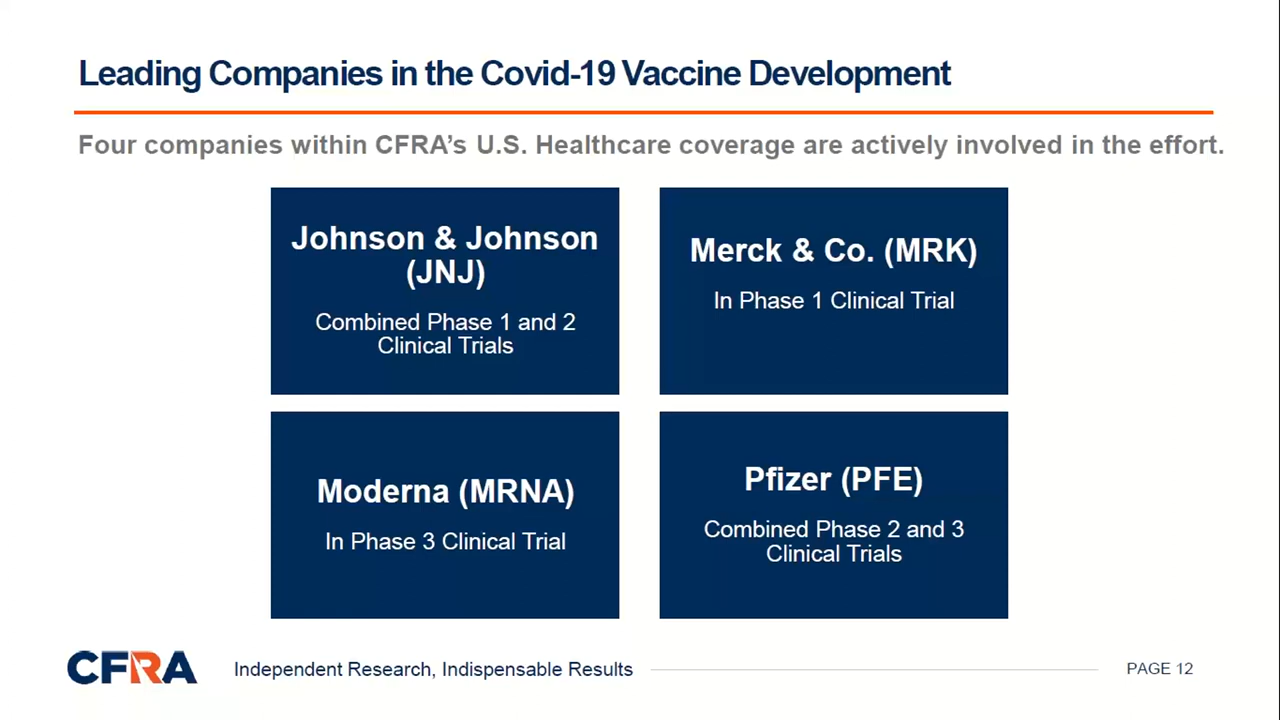 Leading Companies in the Covid-19 Vaccine Development
Four companies within CFRA's U.S. Healthcare coverage are actively involved in the effort.
Johnson & Johnson
(JNJ)
Combined Phase 1 and 2
Clinical Trials
Merck & Co. (MRK)
In Phase 1 Clinical Trial
Moderna (MRNA)
In Phase 3 Clinical Trial
Pfizer (PFE)
Combined Phase 2 and 3
Clinical Trials
CFRA
Independent Research, Indispensable Results
PAGE 12